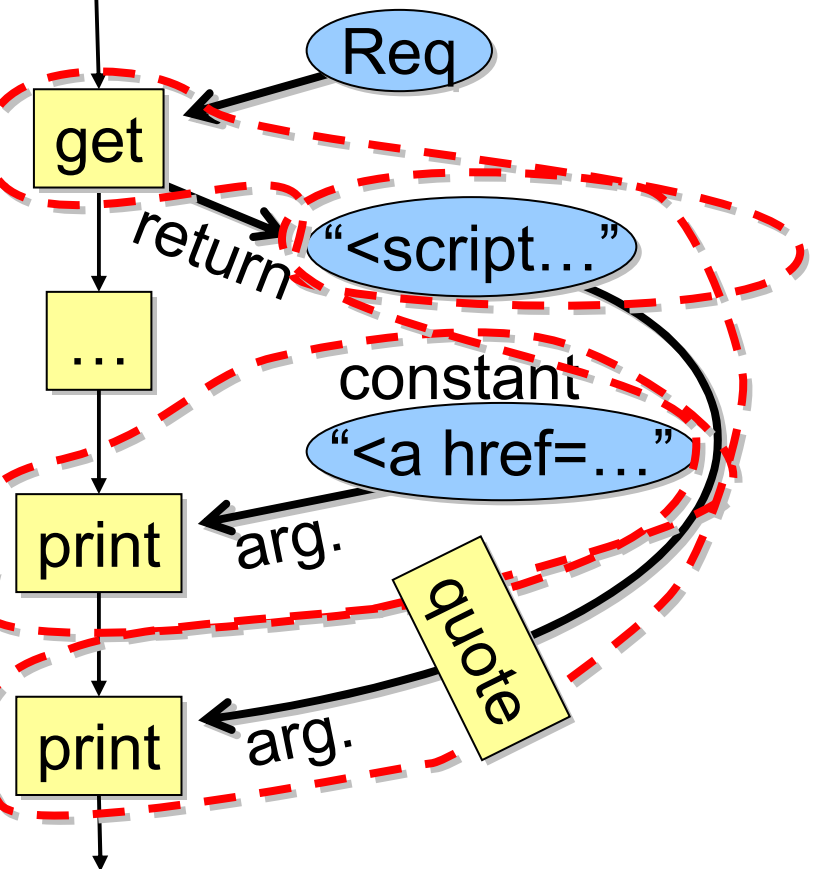 Req
get
return
“<script…”
…
constant
“<a href=…”
print
arg.
quote
print
arg.